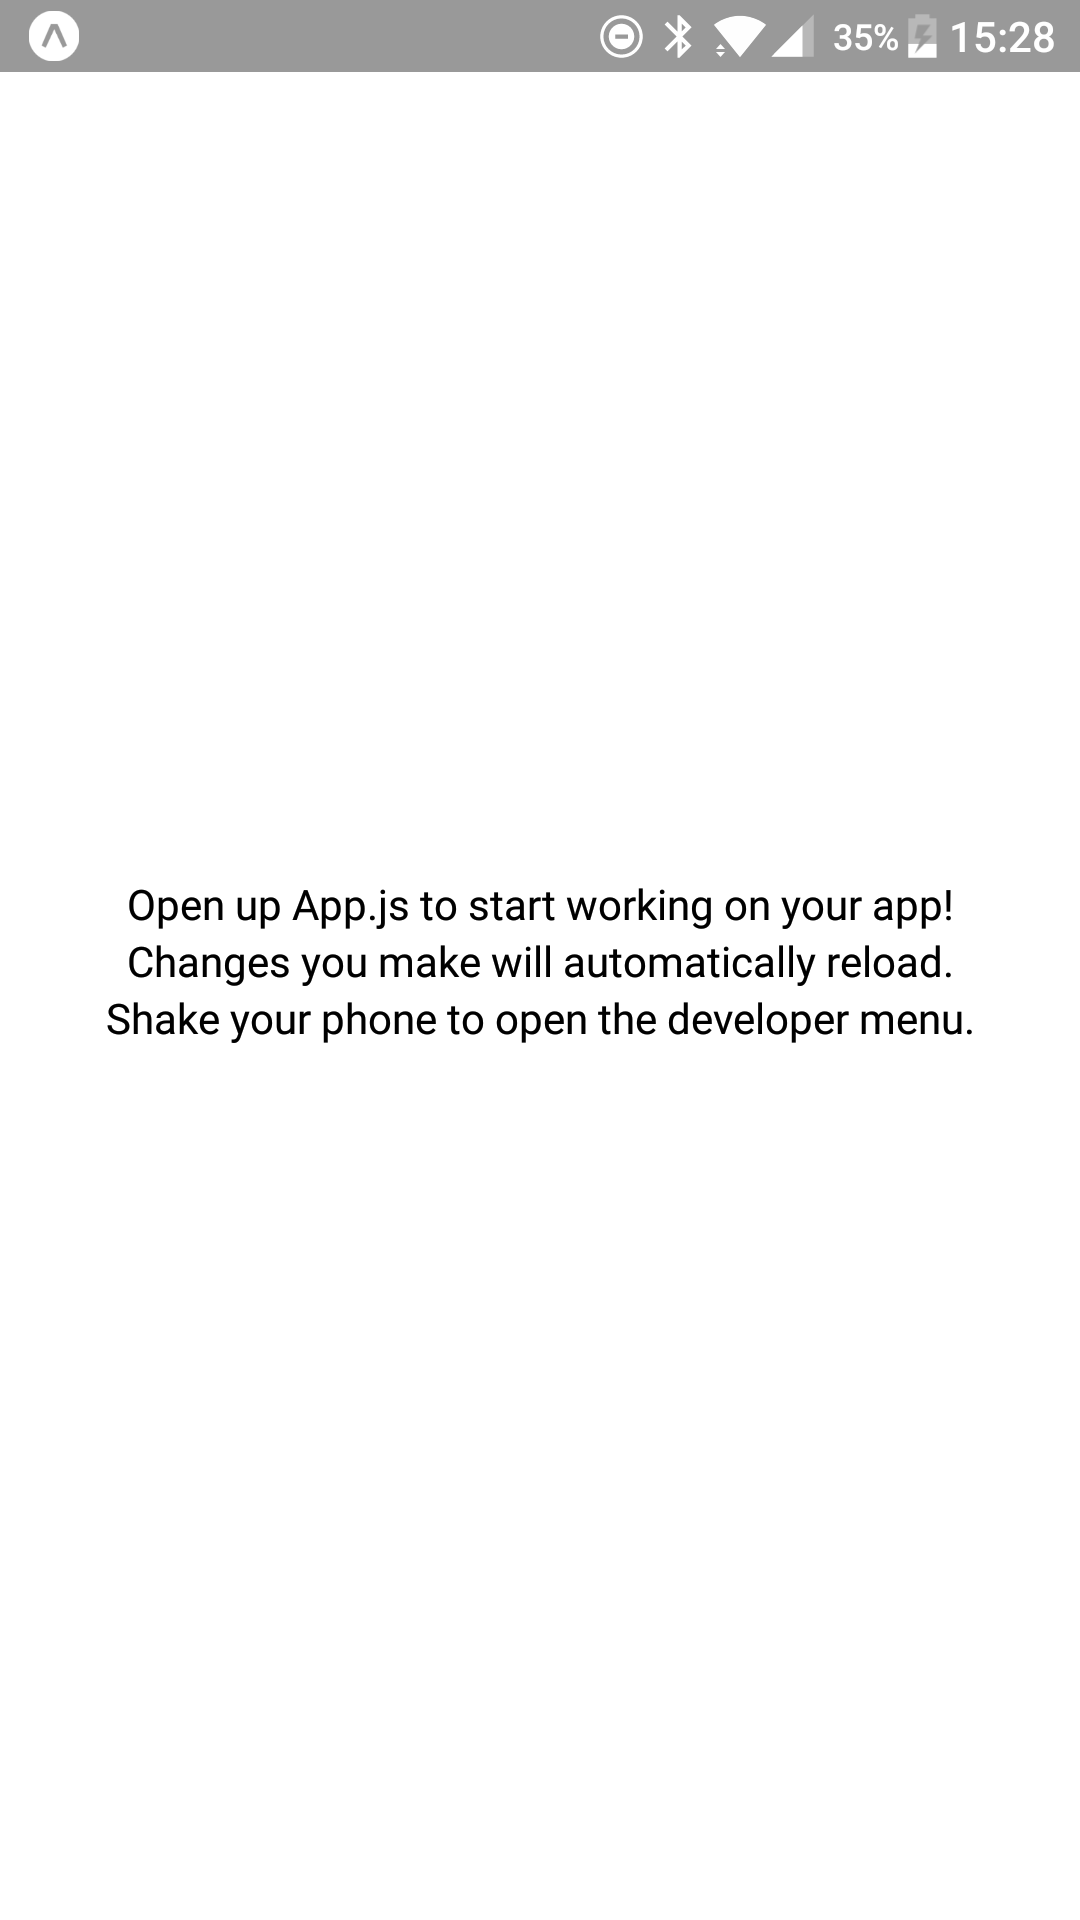 35% 15:28
Open up App.js to start working on your app!
Changes you make will automatically reload.
Shake your phone to open the developer menu.